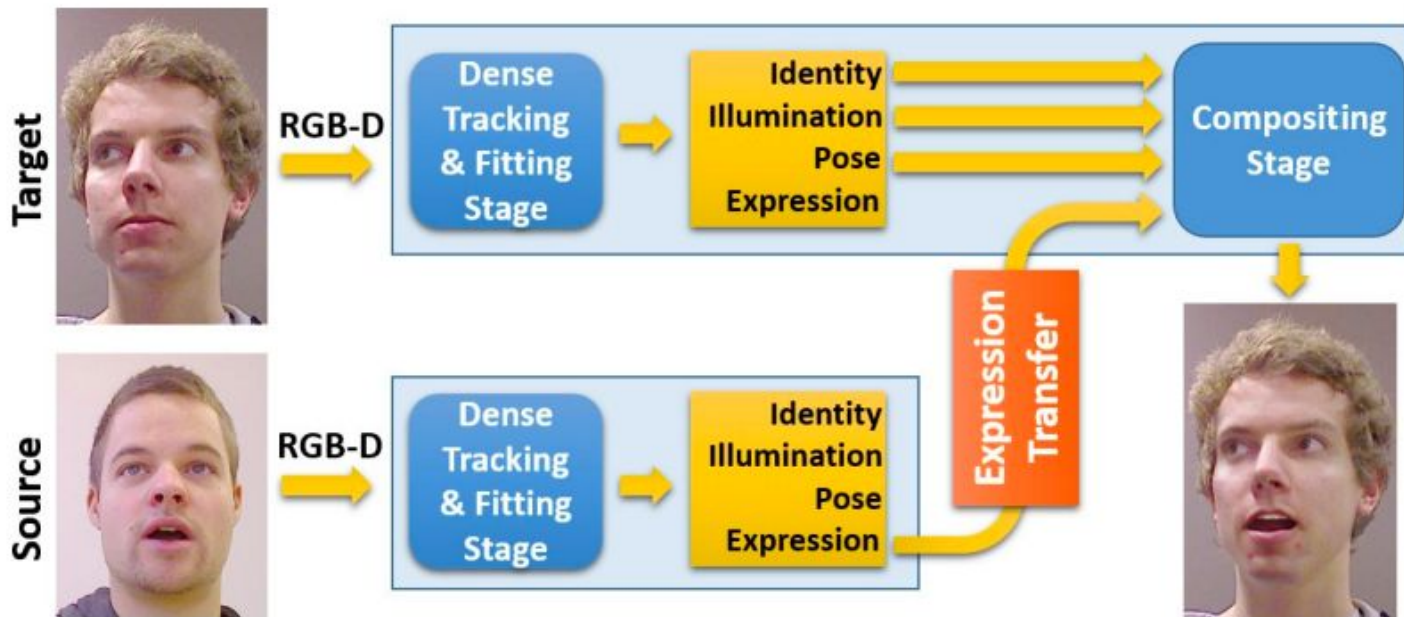 Target
RGB-D
Dense
Tracking
& Fitting
Stage
Identity
Illumination
Pose
Expression
Compositing
Stage
Expression
Transfer
Source
RGB-D
Dense
Tracking
& Fitting
Stage
Identity
Illumination
Pose
Expression